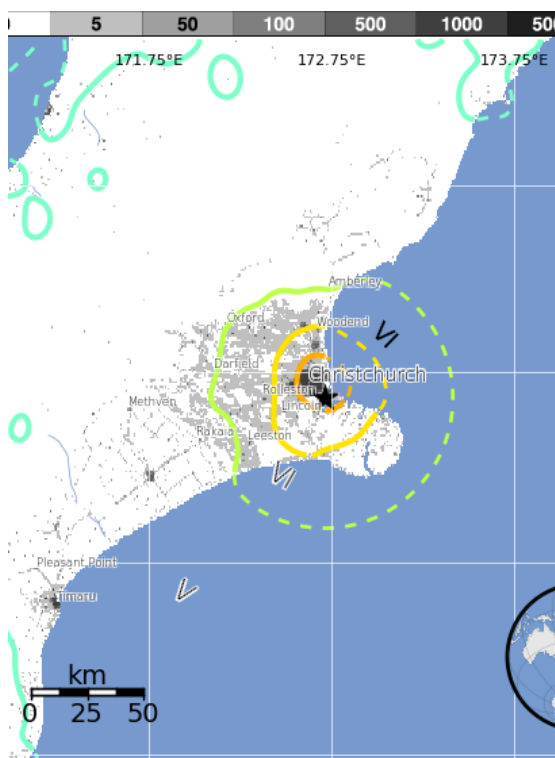 5 50 100 500 1000
171.75°E 172.75°E 173.75°E
Amberley
Oxford
Woodend
VI
Darfield
Christchurch
Rolleston
Methven
Lincoln
Rakaia
Leeston
VI
Pleasant Point
V
Timaru
km
0 25 50